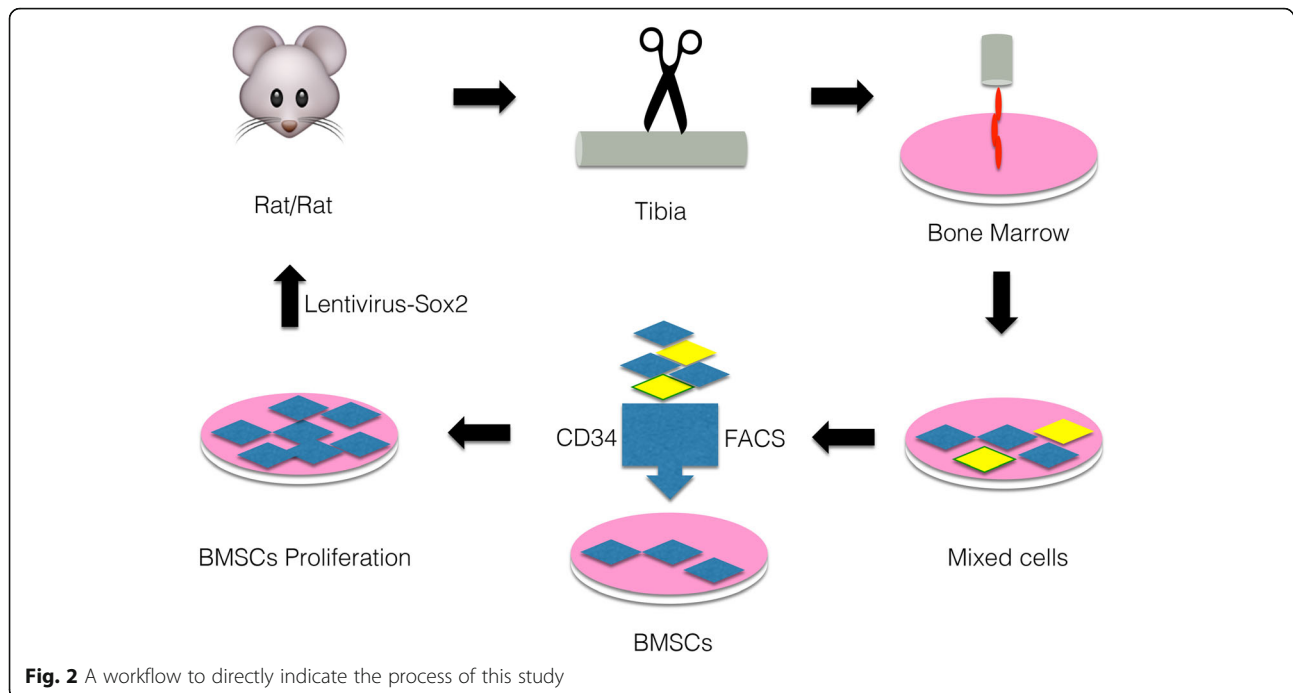 Rat/Rat
Tibia
Bone Marrow
Lentivirus-Sox2
CD34
FACS
BMSCs Proliferation
Mixed cells
BMSCs
Fig. 2 A workflow to directly indicate the process of this study